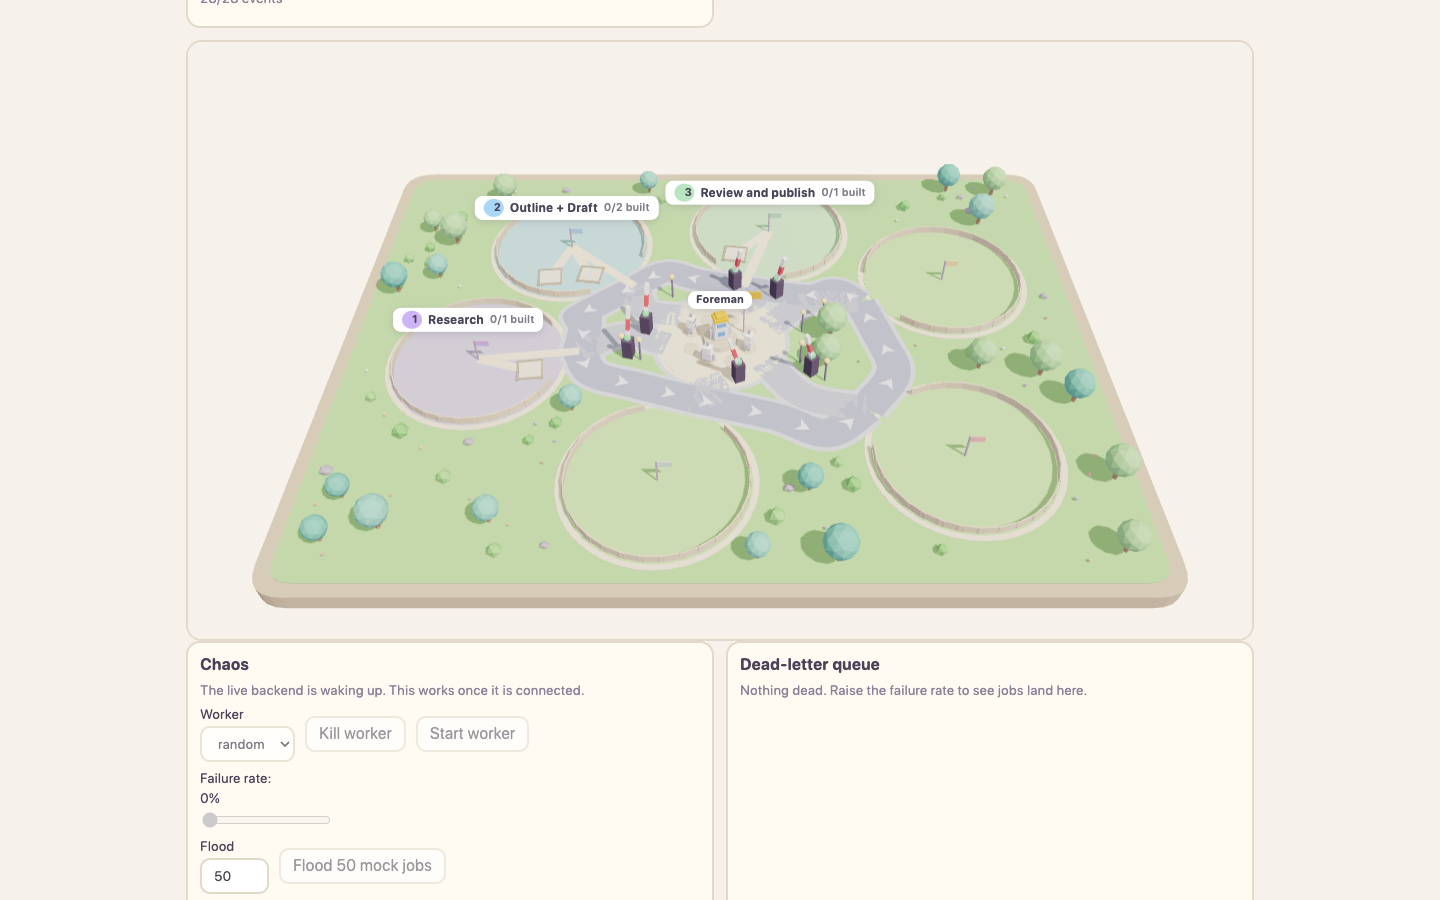 28/28 events
3 Review and publish 0/1 built
2 Outline + Draft 0/2 built
Foreman
1 Research 0/1 built
Chaos
The live backend is waking up. This works once it is connected.
Worker
random
Kill worker
Start worker
Failure rate:
0%
Flood
50
Flood 50 mock jobs
Dead-letter queue
Nothing dead. Raise the failure rate to see jobs land here.